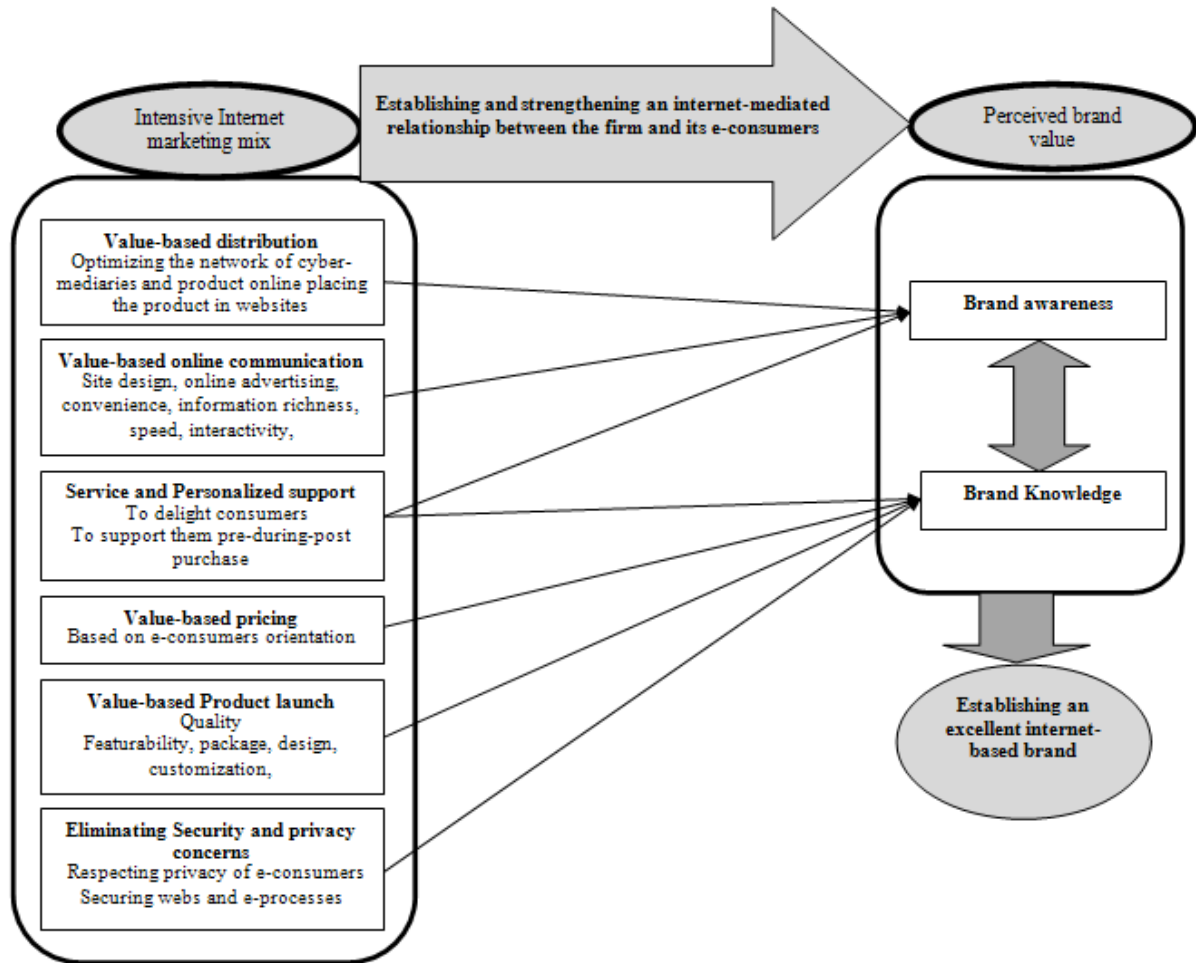 Intensive Internet
marketing mix
Establishing and strengthening an internet-mediated
relationship between the firm and its e-consumers
Perceived brand
value
Value-based distribution
Optimizing the network of cyber-
mediaries and product online placing
the product in websites
Value-based online communication
Site design, online advertising,
convenience, information richness,
speed, interactivity,
Service and Personalized support
To delight consumers
To support them pre-during-post
purchase
Value-based pricing
Based on e-consumers orientation
Value-based Product launch
Quality
Featurability, package, design,
customization,
Eliminating Security and privacy
concerns
Respecting privacy of e-consumers
Securing webs and e-processes
Brand awareness
Brand Knowledge
Establishing an
excellent internet-
based brand